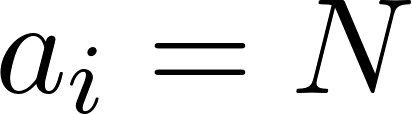 a_i = N